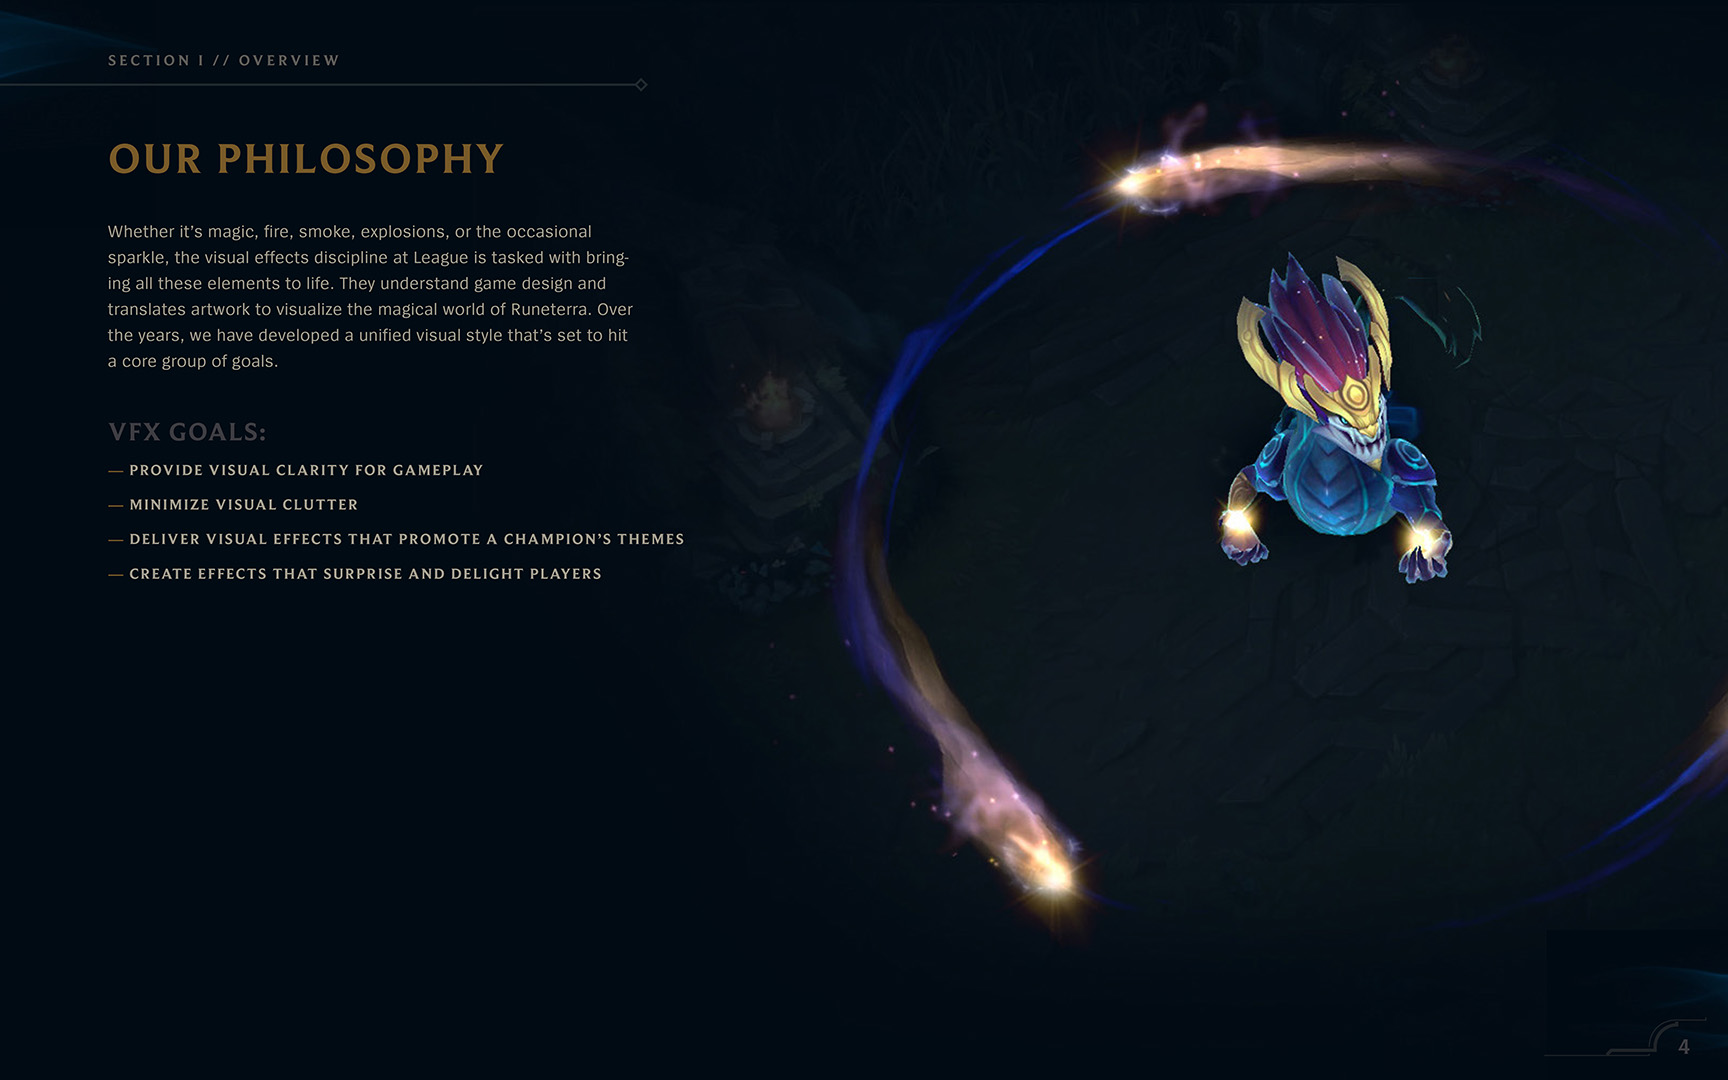 SECTION I // OVERVIEW
OUR PHILOSOPHY
Whether it's magic, fire, smoke, explosions, or the occasional
sparkle, the visual effects discipline at League is tasked with bring-
ing all these elements to life. They understand game design and
translates artwork to visualize the magical world of Runeterra. Over
the years, we have developed a unified visual style that's set to hit
a core group of goals.
VFX GOALS:
— PROVIDE VISUAL CLARITY FOR GAMEPLAY
— MINIMIZE VISUAL CLUTTER
— DELIVER VISUAL EFFECTS THAT PROMOTE A CHAMPION'S THEMES
— CREATE EFFECTS THAT SURPRISE AND DELIGHT PLAYERS
4